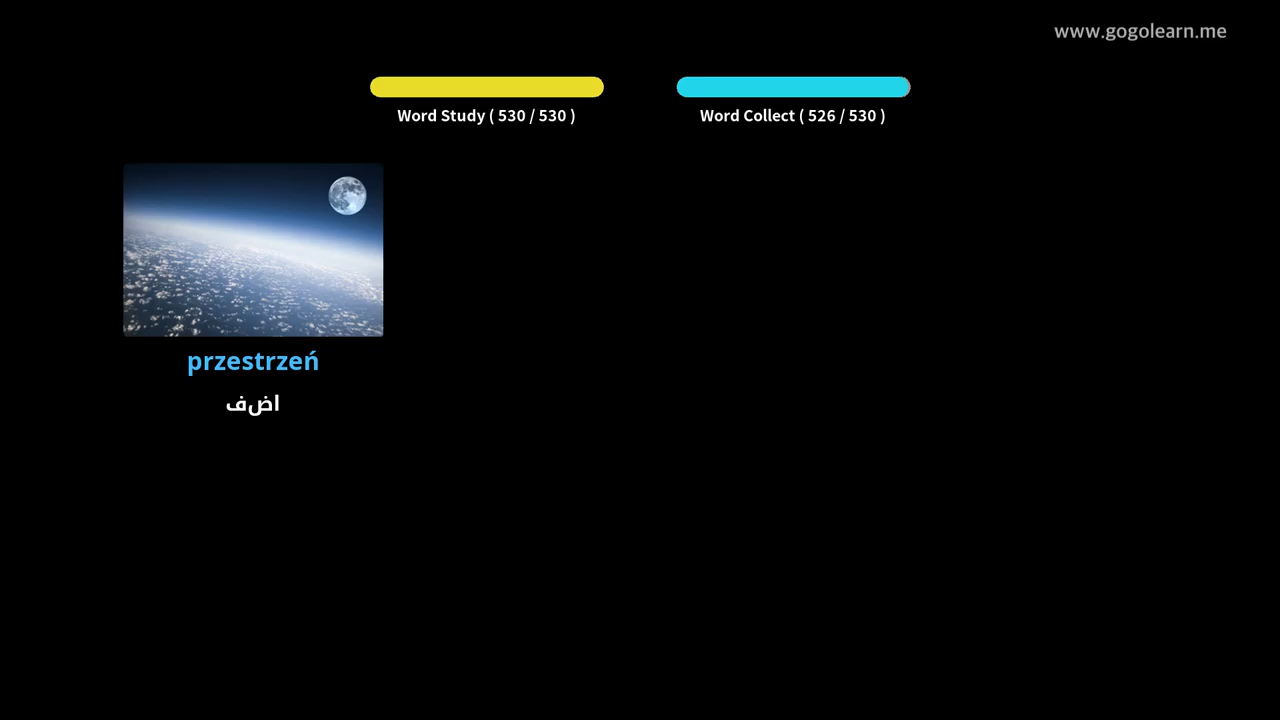 www.gogolearn.me
Word Study ( 530 / 530 )
Word Collect ( 526 / 530 )
przestrzeń
اضف